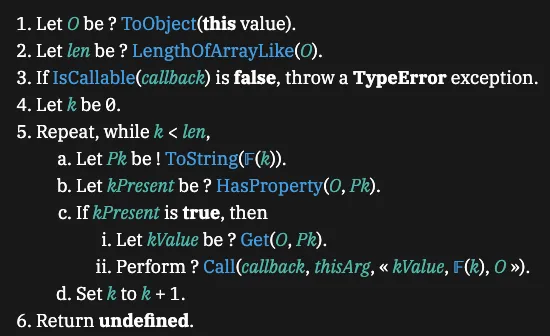 1. Let O be ? ToObject(this value).
2. Let len be ? LengthOfArrayLike(O).
3. If IsCallable(callback) is false, throw a TypeError exception.
4. Let k be 0.
5. Repeat, while k < len,
a. Let Pk be ! ToString(𝔽(k)).
b. Let kPresent be ? HasProperty(O, Pk).
c. If kPresent is true, then
i. Let kValue be ? Get(O, Pk).
ii. Perform ? Call(callback, thisArg, « kValue, 𝔽(k), O »).
d. Set k to k + 1.
6. Return undefined.